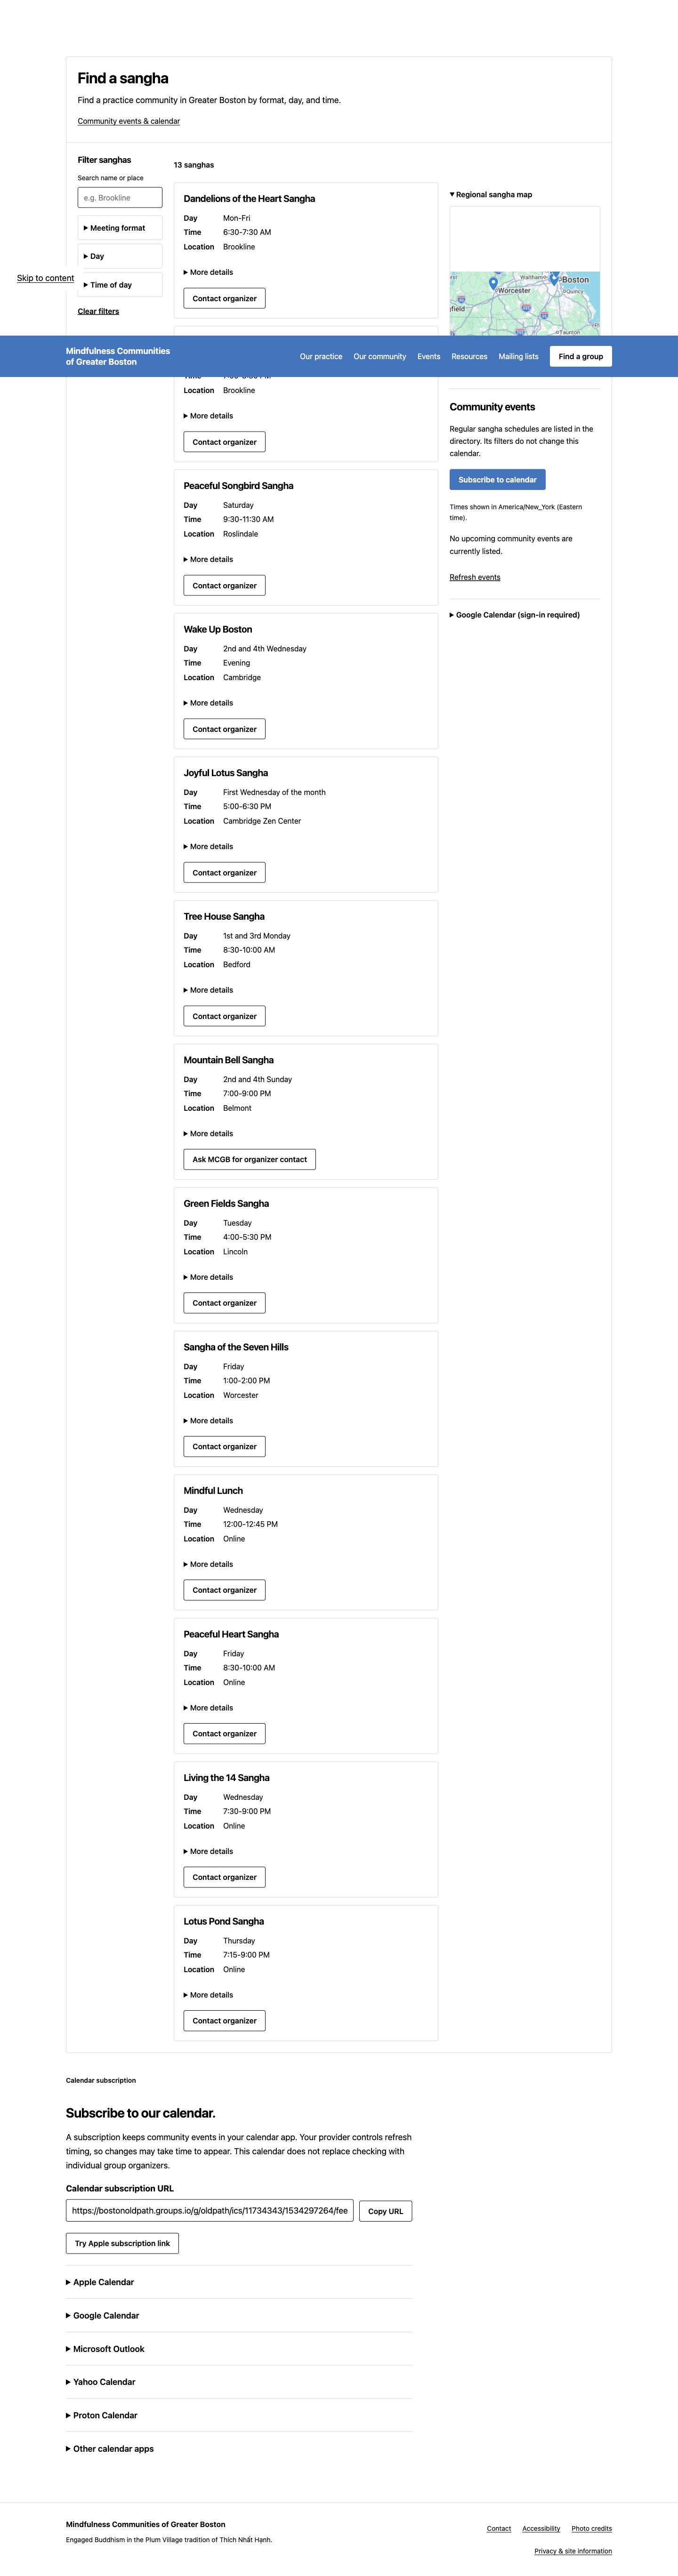 Find a sangha
Find a practice community in Greater Boston by format, day, and time.
Community events & calendar
Filter sanghas
Search name or place
e.g. Brookline
▶ Meeting format
▶ Day
▶ Time of day
Clear filters
Skip to content
13 sanghas
Dandelions of the Heart Sangha
Day Mon-Fri
Time 6:30-7:30 AM
Location Brookline
▶ More details
Contact organizer
▼ Regional sangha map
Waltham
Boston
Quincy
Worcester
field
Taunton
Mindfulness Communities
of Greater Boston
Our practice Our community Events Resources Mailing lists Find a group
Location Brookline
▶ More details
Contact organizer
Peaceful Songbird Sangha
Day Saturday
Time 9:30-11:30 AM
Location Roslindale
▶ More details
Contact organizer
Wake Up Boston
Day 2nd and 4th Wednesday
Time Evening
Location Cambridge
▶ More details
Contact organizer
Joyful Lotus Sangha
Day First Wednesday of the month
Time 5:00-6:30 PM
Location Cambridge Zen Center
▶ More details
Contact organizer
Tree House Sangha
Day 1st and 3rd Monday
Time 8:30-10:00 AM
Location Bedford
▶ More details
Contact organizer
Mountain Bell Sangha
Day 2nd and 4th Sunday
Time 7:00-9:00 PM
Location Belmont
▶ More details
Ask MCGB for organizer contact
Green Fields Sangha
Day Tuesday
Time 4:00-5:30 PM
Location Lincoln
▶ More details
Contact organizer
Sangha of the Seven Hills
Day Friday
Time 1:00-2:00 PM
Location Worcester
▶ More details
Contact organizer
Mindful Lunch
Day Wednesday
Time 12:00-12:45 PM
Location Online
▶ More details
Contact organizer
Peaceful Heart Sangha
Day Friday
Time 8:30-10:00 AM
Location Online
▶ More details
Contact organizer
Living the 14 Sangha
Day Wednesday
Time 7:30-9:00 PM
Location Online
▶ More details
Contact organizer
Lotus Pond Sangha
Day Thursday
Time 7:15-9:00 PM
Location Online
▶ More details
Contact organizer
Community events
Regular sangha schedules are listed in the
directory. Its filters do not change this
calendar.
Subscribe to calendar
Times shown in America/New_York (Eastern
time).
No upcoming community events are
currently listed.
Refresh events
▶ Google Calendar (sign-in required)
Calendar subscription
Subscribe to our calendar.
A subscription keeps community events in your calendar app. Your provider controls refresh
timing, so changes may take time to appear. This calendar does not replace checking with
individual group organizers.
Calendar subscription URL
https://bostonoldpath.groups.io/g/oldpath/ics/11734343/1534297264/fee
Copy URL
Try Apple subscription link
▶ Apple Calendar
▶ Google Calendar
▶ Microsoft Outlook
▶ Yahoo Calendar
▶ Proton Calendar
▶ Other calendar apps
Mindfulness Communities of Greater Boston
Engaged Buddhism in the Plum Village tradition of Thích Nhất Hạnh.
Contact Accessibility Photo credits
Privacy & site information